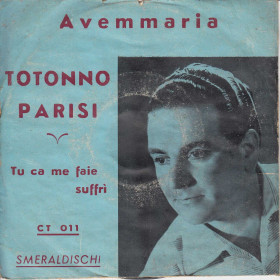 Avemmaria
TOTONNO
PARISI
Tu ca me faie
suffrì
CT 011
SMERALDISCHI